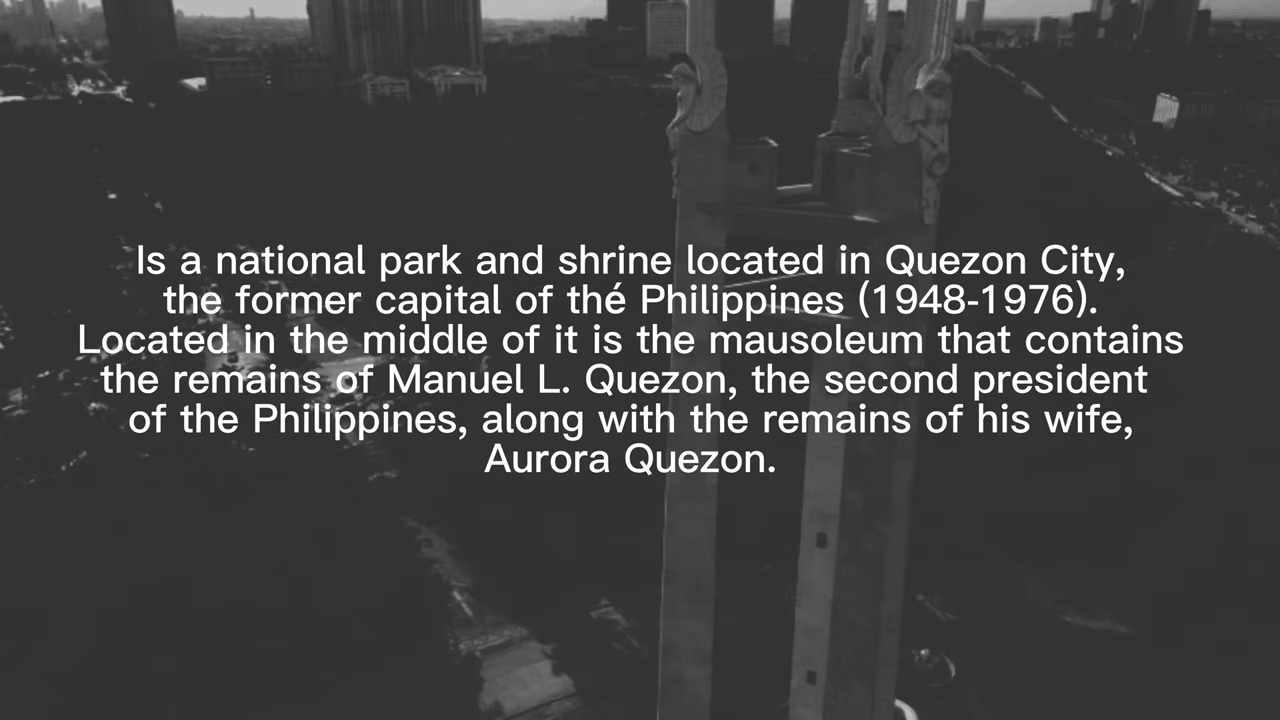 Is a national park and shrine located in Quezon City,
the former capital of thé Philippines (1948-1976).
Located in the middle of it is the mausoleum that contains
the remains of Manuel L. Quezon, the second president
of the Philippines, along with the remains of his wife,
Aurora Quezon.